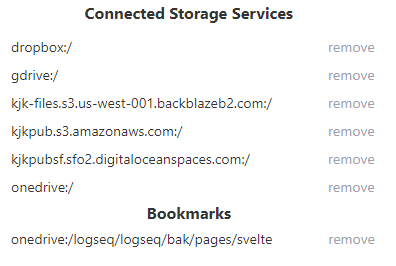 Connected Storage Services
dropbox:/ remove
gdrive:/ remove
kjk-files.s3.us-west-001.backblazeb2.com:/ remove
kjkpub.s3.amazonaws.com:/ remove
kjkpubsf.sfo2.digitaloceanspaces.com:/ remove
onedrive:/ remove
Bookmarks
onedrive:/logseq/logseq/bak/pages/svelte remove